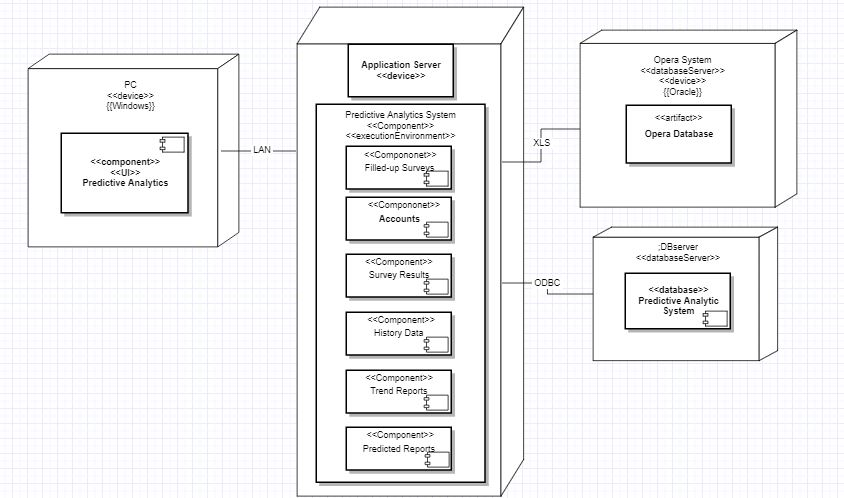 PC
<<device>>
{{Windows}}
<<component>>
<<UI>>
Predictive Analytics
LAN
Application Server
<<device>>
Predictive Analytics System
<<Component>>
<<executionEnvironment>>
<<Componet>>
Filled-up Surveys
<<Compononet>>
Accounts
<<Component>>
Survey Results
<<Component>>
History Data
<<Component>>
Trend Reports
<<Component>>
Predicted Reports
XLS
ODBC
Opera System
<<databaseServer>>
<<device>>
{{Oracle}}
<<artifact>>
Opera Database
:DBserver
<<databaseServer>>
<<database>>
Predictive Analytic
System